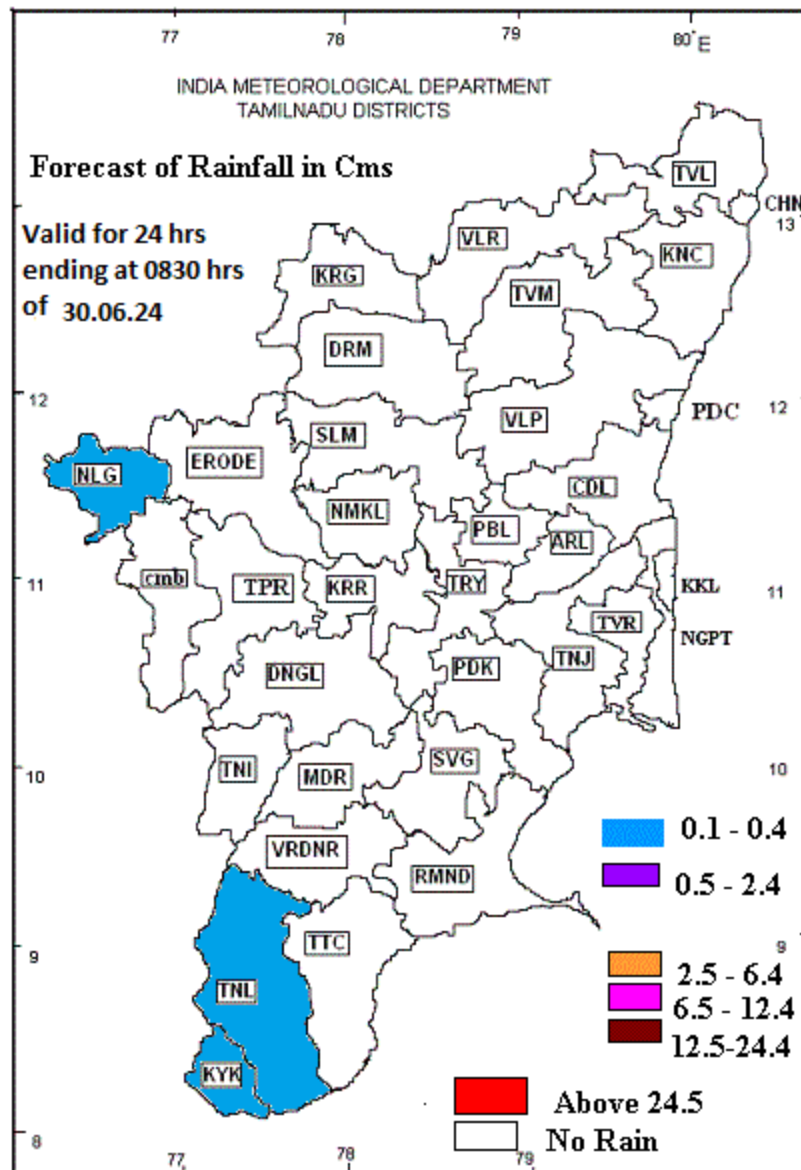 77 78 79 80°E
INDIA METEOROLOGICAL DEPARTMENT
TAMILNADU DISTRICTS
Forecast of Rainfall in Cms
TVL
CHN
13
Valid for 24 hrs
ending at 0830 hrs
of 30.06.24
VLR
KNC
KRG
TVM
DRM
12
12
PDC
VLP
SLM
ERODE
NLG
CDL
NMKL
PBL
ARL
11
cmb
TPR
KRR
TRY
KKL
11
TVR
NGPT
DNGL
PDK
TNJ
10
TNI
MDR
SVG
10
0.1 - 0.4
VRDNR
RMND
0.5 - 2.4
9
TTC
9
2.5 - 6.4
TNL
6.5 - 12.4
12.5-24.4
KYK
Above 24.5
8
No Rain
77 78 79